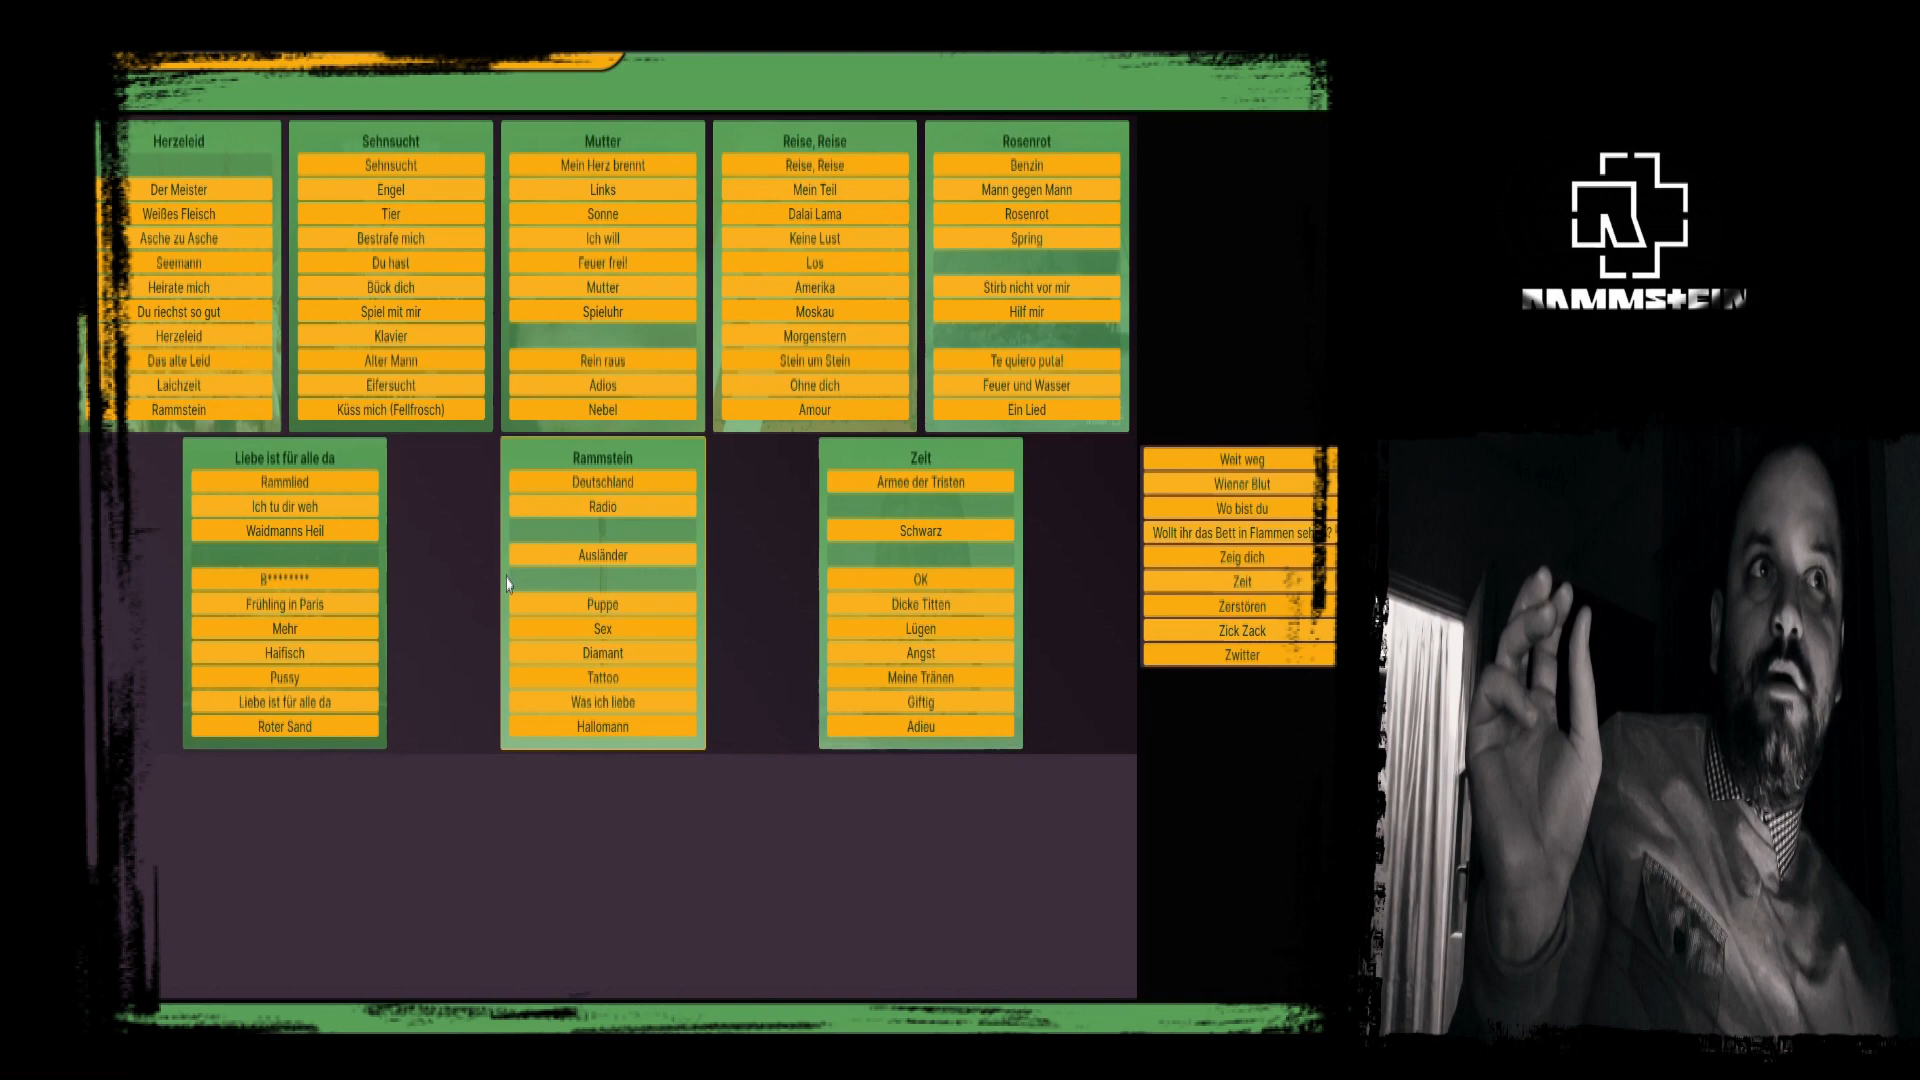 Herzeleid
Der Meister
Weißes Fleisch
Asche zu Asche
Seemann
Heirate mich
Du riechst so gut
Herzeleid
Das alte Leid
Laichzeit
Rammstein
Sehnsucht
Sehnsucht
Engel
Tier
Bestrafe mich
Du hast
Bück dich
Spiel mit mir
Klavier
Alter Mann
Eifersucht
Küss mich (Fellfrosch)
Mutter
Mein Herz brennt
Links
Sonne
Ich will
Feuer frei!
Mutter
Spieluhr
Rein raus
Adios
Nebel
Reise, Reise
Reise, Reise
Mein Teil
Dalai Lama
Keine Lust
Los
Amerika
Moskau
Morgenstern
Stein um Stein
Ohne dich
Amour
Rosenrot
Benzin
Mann gegen Mann
Rosenrot
Spring
Stirb nicht vor mir
Hilf mir
Te quiero puta!
Feuer und Wasser
Ein Lied
Liebe ist für alle da
Rammlied
Ich tu dir weh
Waidmanns Heil
B********
Frühling in Paris
Mehr
Haifisch
Pussy
Liebe ist für alle da
Roter Sand
Rammstein
Deutschland
Radio
Ausländer
Puppe
Sex
Diamant
Tattoo
Was ich liebe
Hallomann
Zeit
Armee der Tristen
Schwarz
OK
Dicke Titten
Lügen
Angst
Meine Tränen
Giftig
Adieu
Weit weg
Wiener Blut
Wo bist du
Wollt ihr das Bett in Flammen sehen?
Zeig dich
Zeit
Zerstören
Zick Zack
Zwitter
RAMMSTEIN